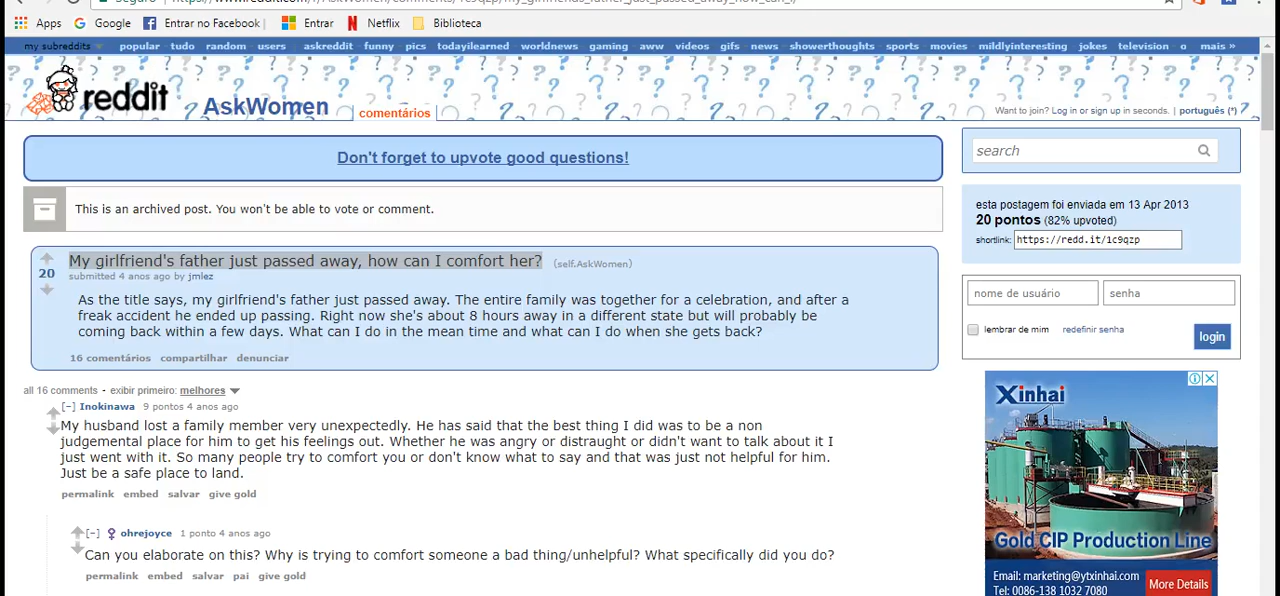 Apps Google Entrar no Facebook Entrar Netflix Biblioteca
my subreddits popular - tudo - random - users | askreddit - funny - pics - todayilearned - worldnews - gaming - aww - videos - gifs - news - showerthoughts - sports - movies - mildlyinteresting - jokes - television - o mais »
reddit AskWomen comentários
Want to join? Log in or sign up in seconds. | português (*)
Don't forget to upvote good questions!
search
This is an archived post. You won't be able to vote or comment.
esta postagem foi enviada em 13 Apr 2013
20 pontos (82% upvoted)
shortlink: https://redd.it/1c9qzp
My girlfriend's father just passed away, how can I comfort her? (self.AskWomen)
20
submitted 4 anos ago by jmlez
As the title says, my girlfriend's father just passed away. The entire family was together for a celebration, and after a
freak accident he ended up passing. Right now she's about 8 hours away in a different state but will probably be
coming back within a few days. What can I do in the mean time and what can I do when she gets back?
16 comentários compartilhar denunciar
nome de usuário senha
lembrar de mim redefinir senha login
all 16 comments - exibir primeiro: melhores
[-] Inokinawa 9 pontos 4 anos ago
My husband lost a family member very unexpectedly. He has said that the best thing I did was to be a non
judgemental place for him to get his feelings out. Whether he was angry or distraught or didn't want to talk about it I
just went with it. So many people try to comfort you or don't know what to say and that was just not helpful for him.
Just be a safe place to land.
permalink embed salvar give gold
[-] ohrejoyce 1 ponto 4 anos ago
Can you elaborate on this? Why is trying to comfort someone a bad thing/unhelpful? What specifically did you do?
permalink embed salvar pai give gold
Xinhai
Gold CIP Production Line
Email: marketing@ytxinhai.com
Tel: 0086-138 1032 7080
More Details